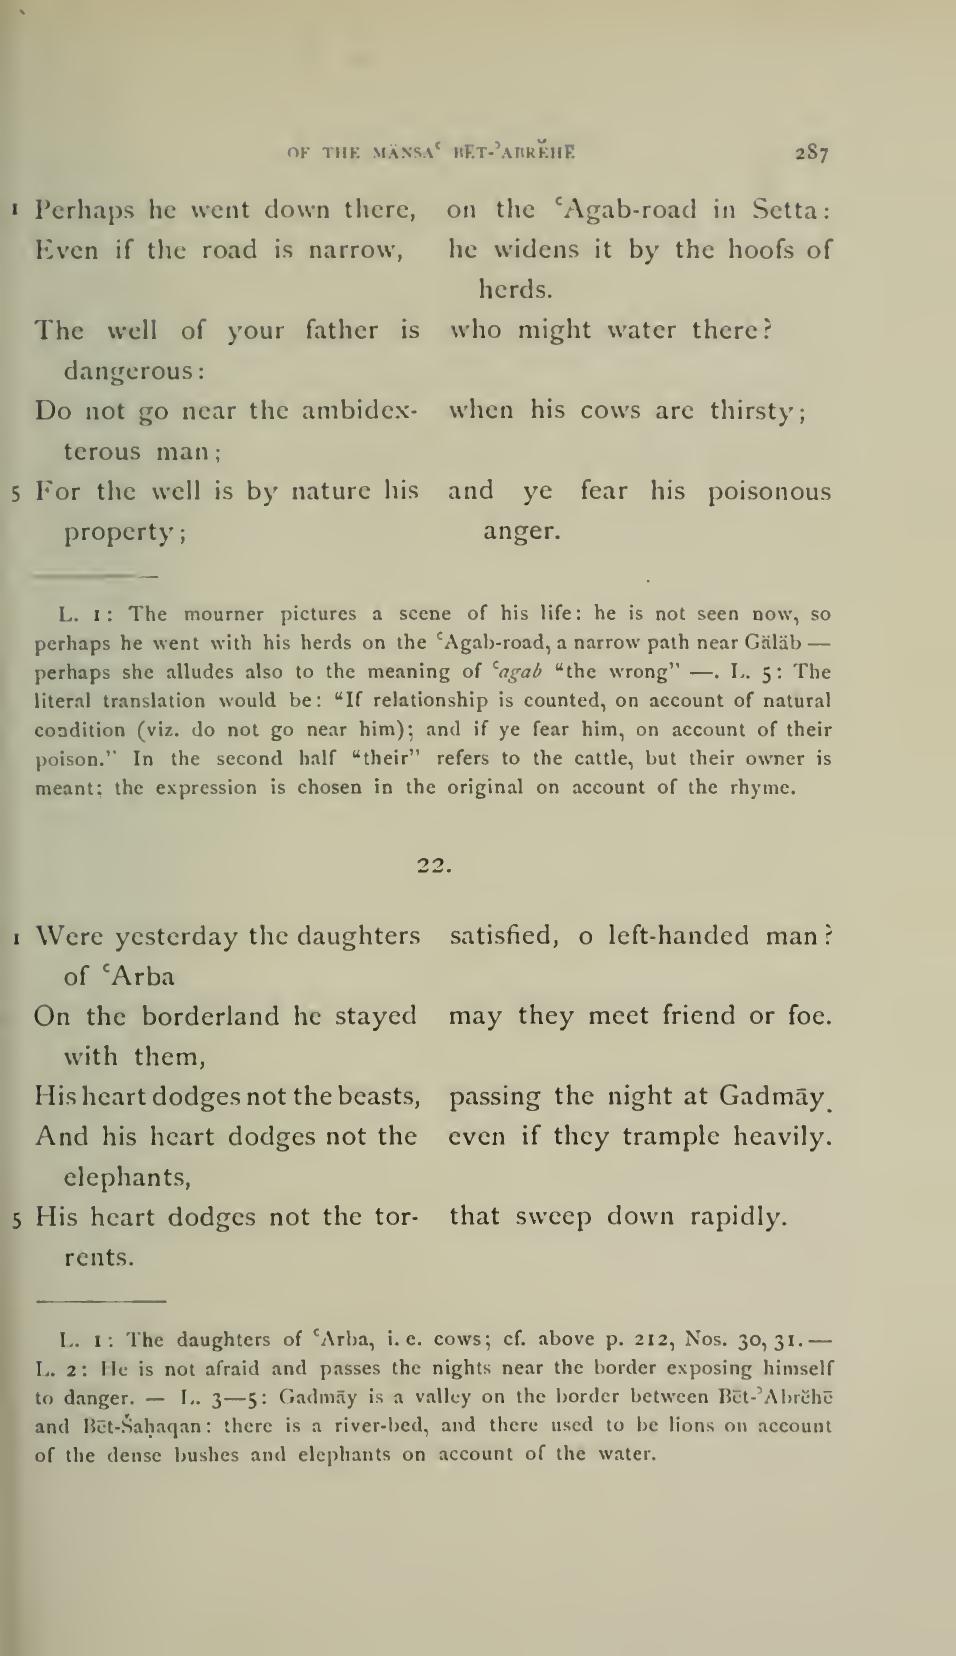 OF THE MÄNSAʿ BĒT-ʾABRĔHĒ 287
1 Perhaps he went down there, on the ʿAgab-road in Setta:
Even if the road is narrow, he widens it by the hoofs of
herds.
The well of your father is who might water there?
dangerous:
Do not go near the ambidex- when his cows are thirsty;
terous man;
5 For the well is by nature his and ye fear his poisonous
property; anger.
L. 1: The mourner pictures a scene of his life: he is not seen now, so
perhaps he went with his herds on the ʿAgab-road, a narrow path near Gäläb —
perhaps she alludes also to the meaning of ʿagab “the wrong” —. L. 5: The
literal translation would be: “If relationship is counted, on account of natural
condition (viz. do not go near him); and if ye fear him, on account of their
poison.” In the second half “their” refers to the cattle, but their owner is
meant; the expression is chosen in the original on account of the rhyme.
22.
1 Were yesterday the daughters satisfied, o left-handed man?
of ʿArba
On the borderland he stayed may they meet friend or foe.
with them,
His heart dodges not the beasts, passing the night at Gadmāy.
And his heart dodges not the even if they trample heavily.
elephants,
5 His heart dodges not the tor- that sweep down rapidly.
rents.
L. 1: The daughters of ʿArba, i. e. cows; cf. above p. 212, Nos. 30, 31. —
L. 2: He is not afraid and passes the nights near the border exposing himself
to danger. — L. 3—5: Gadmāy is a valley on the border between Bēt-ʾAbrĕhē
and Bēt-Šaḥaqan: there is a river-bed, and there used to be lions on account
of the dense bushes and elephants on account of the water.